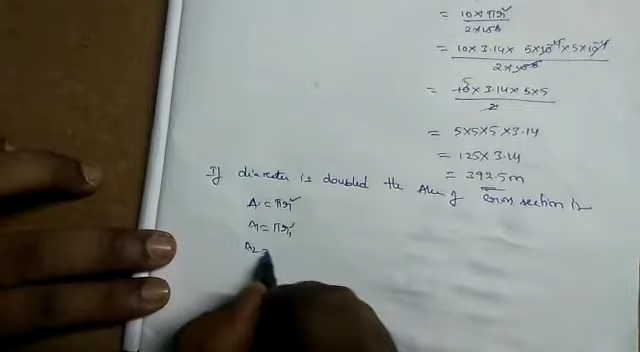 = 10 × πr²
2×10⁻⁸
= 10 × 3.14 × 5×10⁻⁴ × 5×10⁻⁴
2×10⁻⁸
= 10 × 3.14 × 5 × 5
2
= 5×5×5×3.14
= 125 × 3.14
= 392.5m
If diameter is doubled the Area of cross section is
A = πr²
A₁ = πr₁²
A₂ =